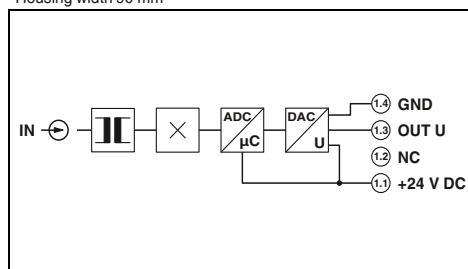 Housing width 90 mm
IN
ADC
µC
DAC
U
1.4 GND
1.3 OUT U
1.2 NC
1.1 +24 V DC